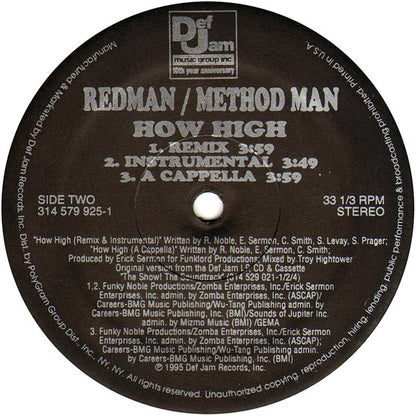 Def
Jam
music group inc
10th year anniversary
REDMAN / METHOD MAN
HOW HIGH
1. REMIX 3:59
2. INSTRUMENTAL 3:49
3. A CAPPELLA 3:59
SIDE TWO
314 579 925-1
33 1/3 RPM
STEREO
"How High (Remix & Instrumental)" Written by R. Noble, E. Sermon, C. Smith, S. Levay, S. Prager;
"How High (A Cappella)" Written by R. Noble, E. Sermon, C. Smith;
Produced by Erick Sermon for Funklord Productions; Mixed by Troy Hightower
Original version from the Def Jam LP, CD & Cassette
"The Show! The Soundtrack" (314 529 021-1/2/4)
1,2. Funky Noble Productions/Zomba Enterprises, Inc./Erick Sermon
Enterprises, Inc. admin. by Zomba Enterprises, Inc. (ASCAP)/
Careers-BMG Music Publishing/Wu-Tang Publishing admin. by
Careers-BMG Music Publishing, Inc. (BMI)/Sounds of Jupiter Inc.
admin. by Mizmo Music (BMI) /GEMA
3. Funky Noble Productions/Zomba Enterprises, Inc./Erick Sermon
Enterprises, Inc. admin. by Zomba Enterprises, Inc. (ASCAP)/
Careers-BMG Music Publishing/Wu-Tang Publishing admin. by
Careers-BMG Music Publishing, Inc. (BMI)
℗ © 1995 Def Jam Records, Inc.
Manufactured & Marketed by Def Jam Records, Inc. Dist. by PolyGram Group Dist., Inc., NY, NY. All rights reserved. Unauthorized copying, reproduction, hiring, lending, public performance & broadcasting prohibited. Printed in U.S.A.